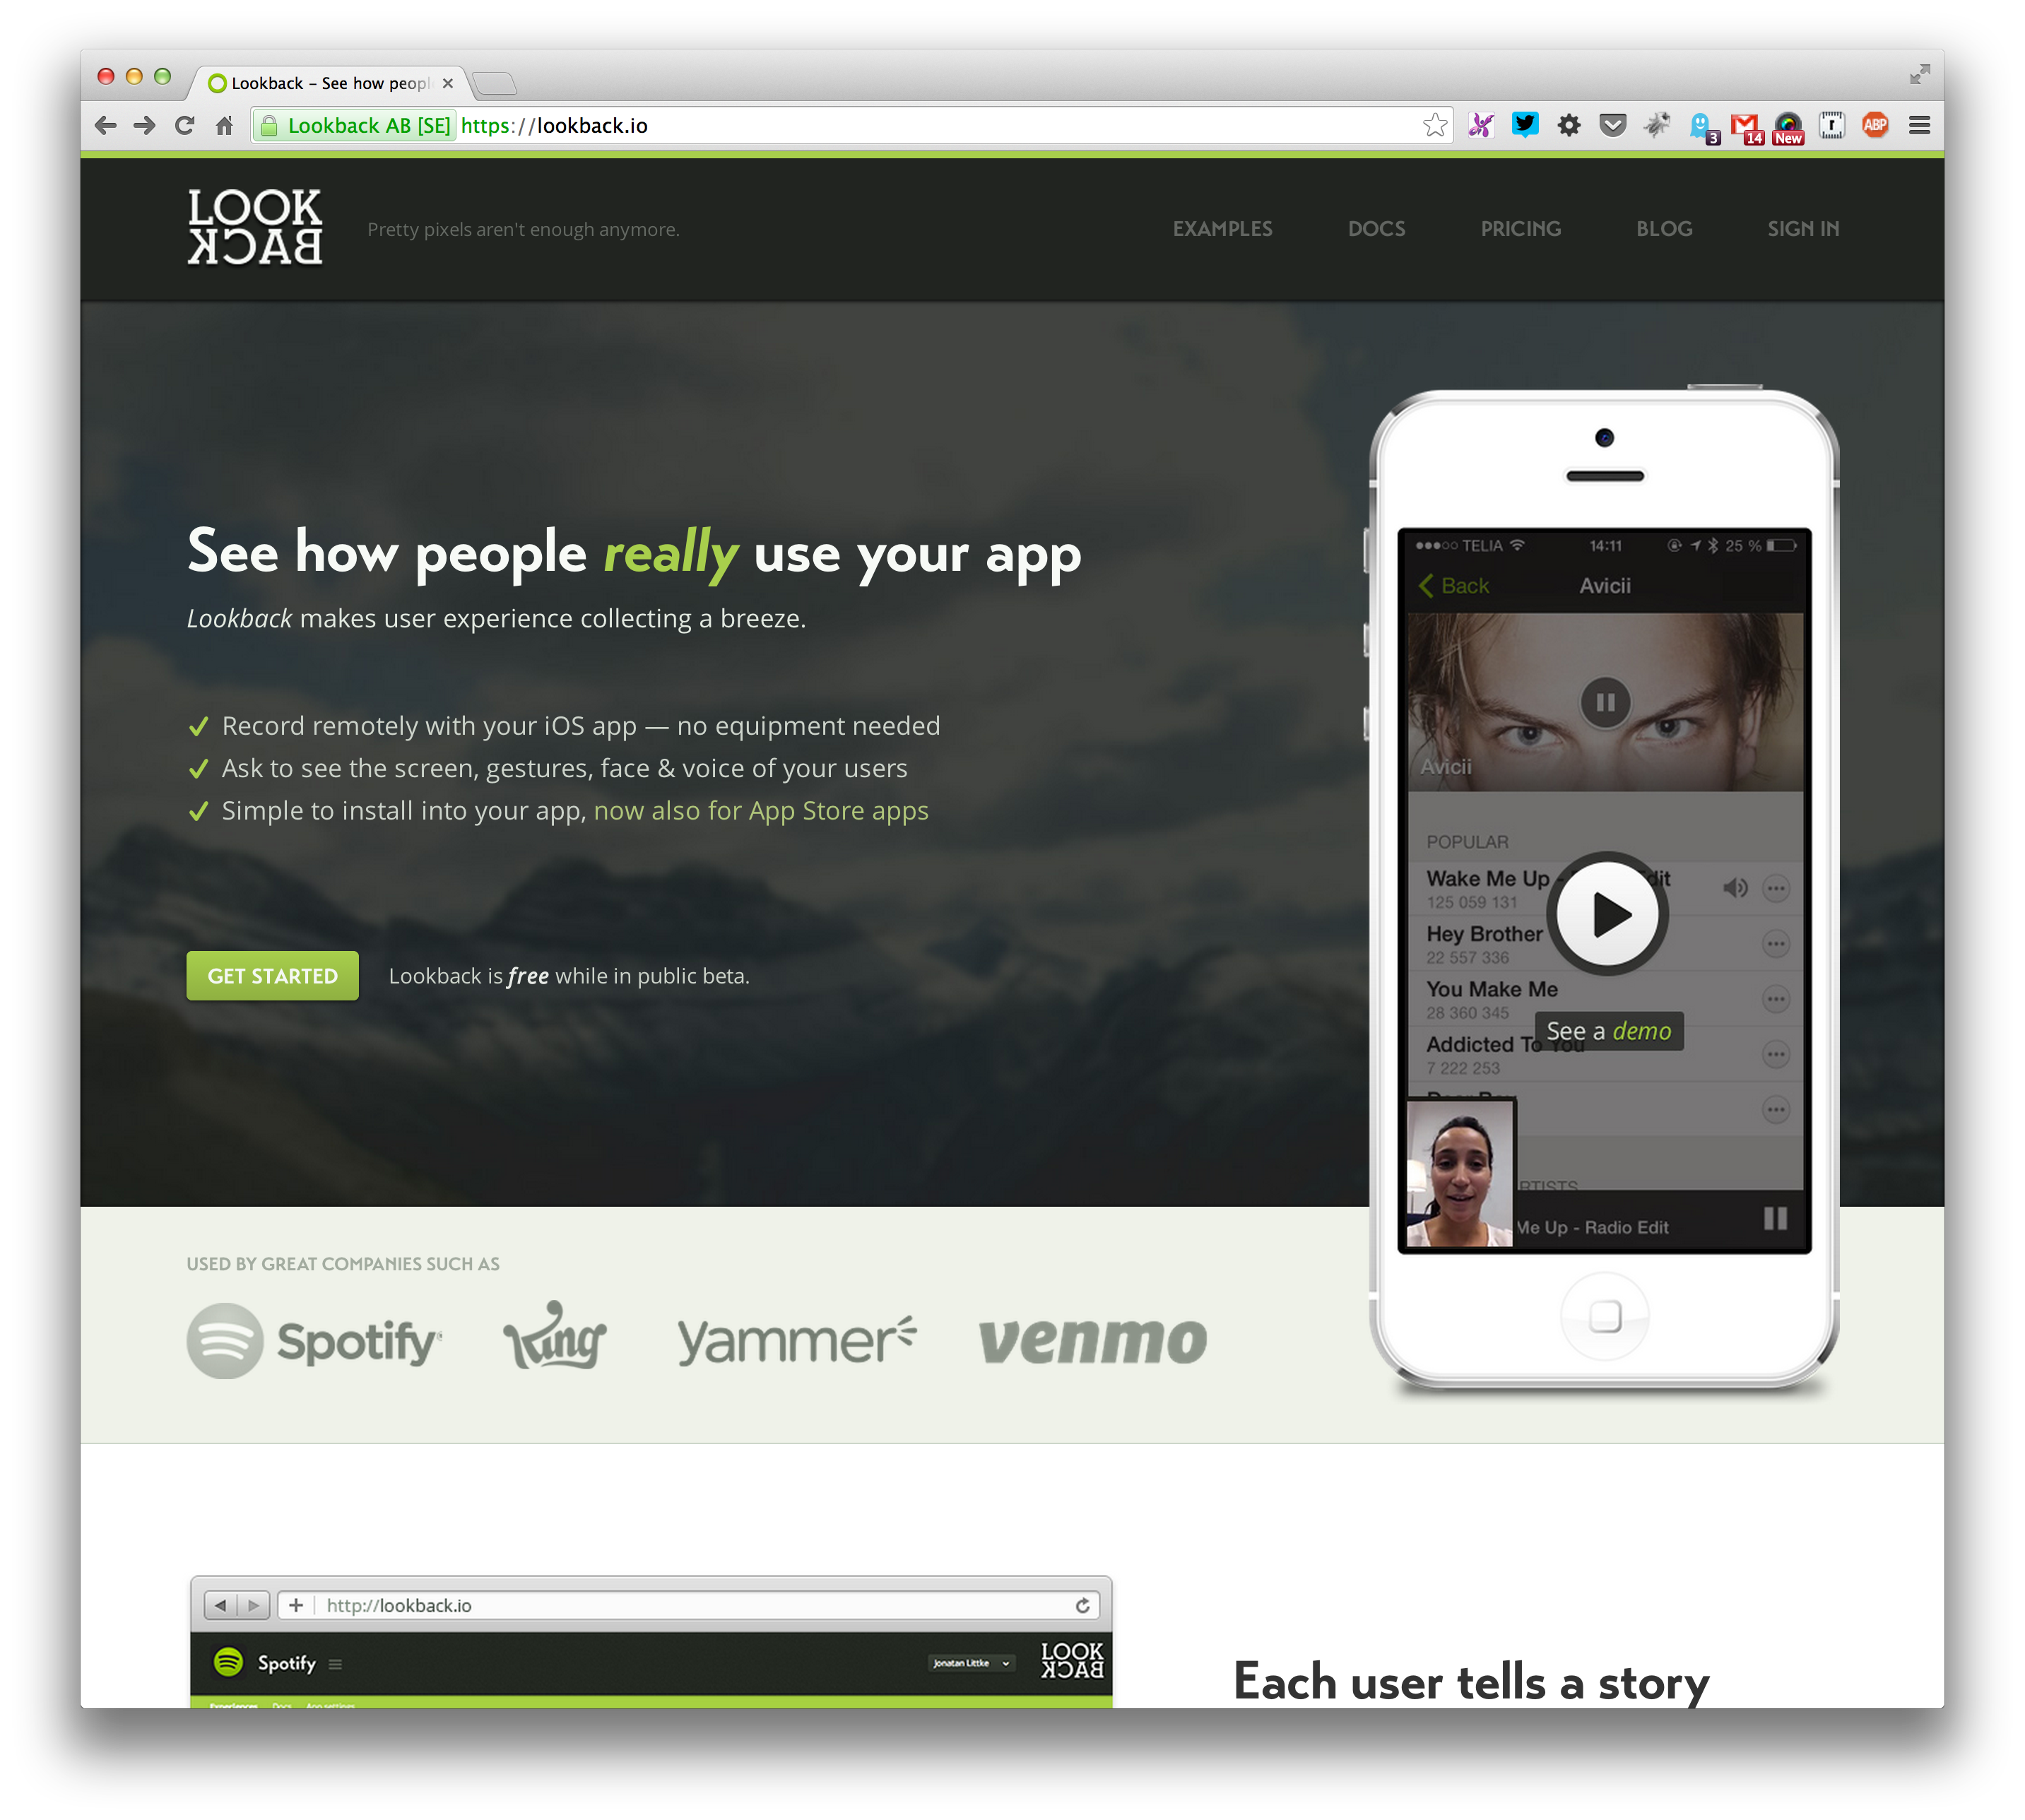 Lookback – See how peopl
Lookback AB [SE] https://lookback.io
3 14 New r ABP
LOOK
BACK
Pretty pixels aren't enough anymore.
EXAMPLES DOCS PRICING BLOG SIGN IN
See how people really use your app
Lookback makes user experience collecting a breeze.
Record remotely with your iOS app — no equipment needed
Ask to see the screen, gestures, face & voice of your users
Simple to install into your app, now also for App Store apps
GET STARTED Lookback is free while in public beta.
TELIA 14:11 25 %
Back Avicii
Avicii
POPULAR
Wake Me Up - dit
125 059 131
Hey Brother
22 557 336
You Make Me
28 360 345
See a demo
Addicted To You
7 222 253
RTISTS
Me Up - Radio Edit
USED BY GREAT COMPANIES SUCH AS
Spotify King Yammer venmo
http://lookback.io
Spotify Jonatan Littke LOOK
BACK
Experiences Docs App settings
Each user tells a story